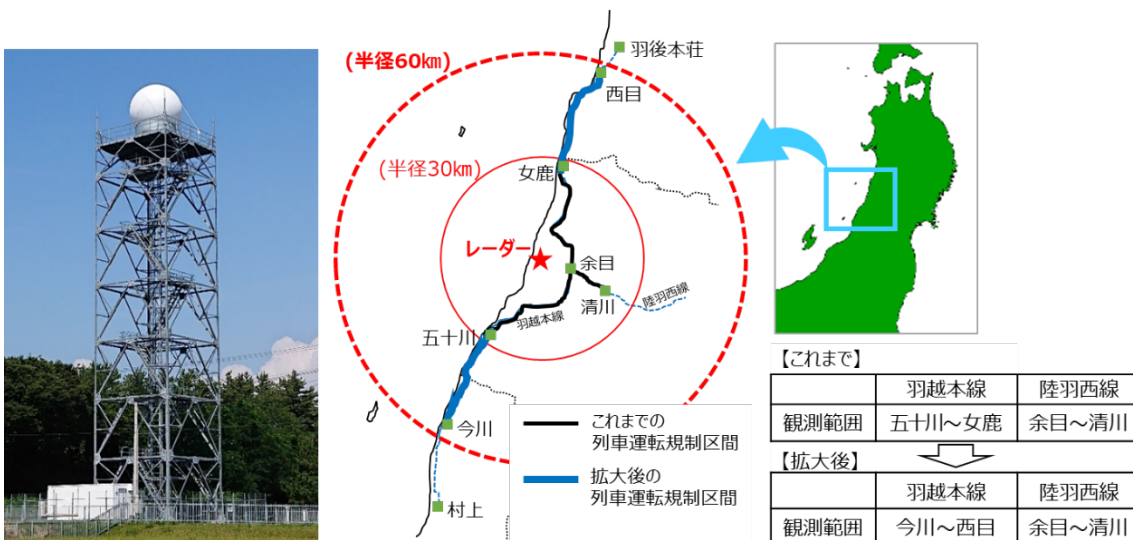 (半径60㎞)
羽後本荘
西目
(半径30㎞)
女鹿
レーダー
余目
清川
陸羽西線
羽越本線
五十川
今川
村上
これまでの
列車運転規制区間
拡大後の
列車運転規制区間
【これまで】
羽越本線 陸羽西線
観測範囲 五十川～女鹿 余目～清川
【拡大後】
羽越本線 陸羽西線
観測範囲 今川～西目 余目～清川